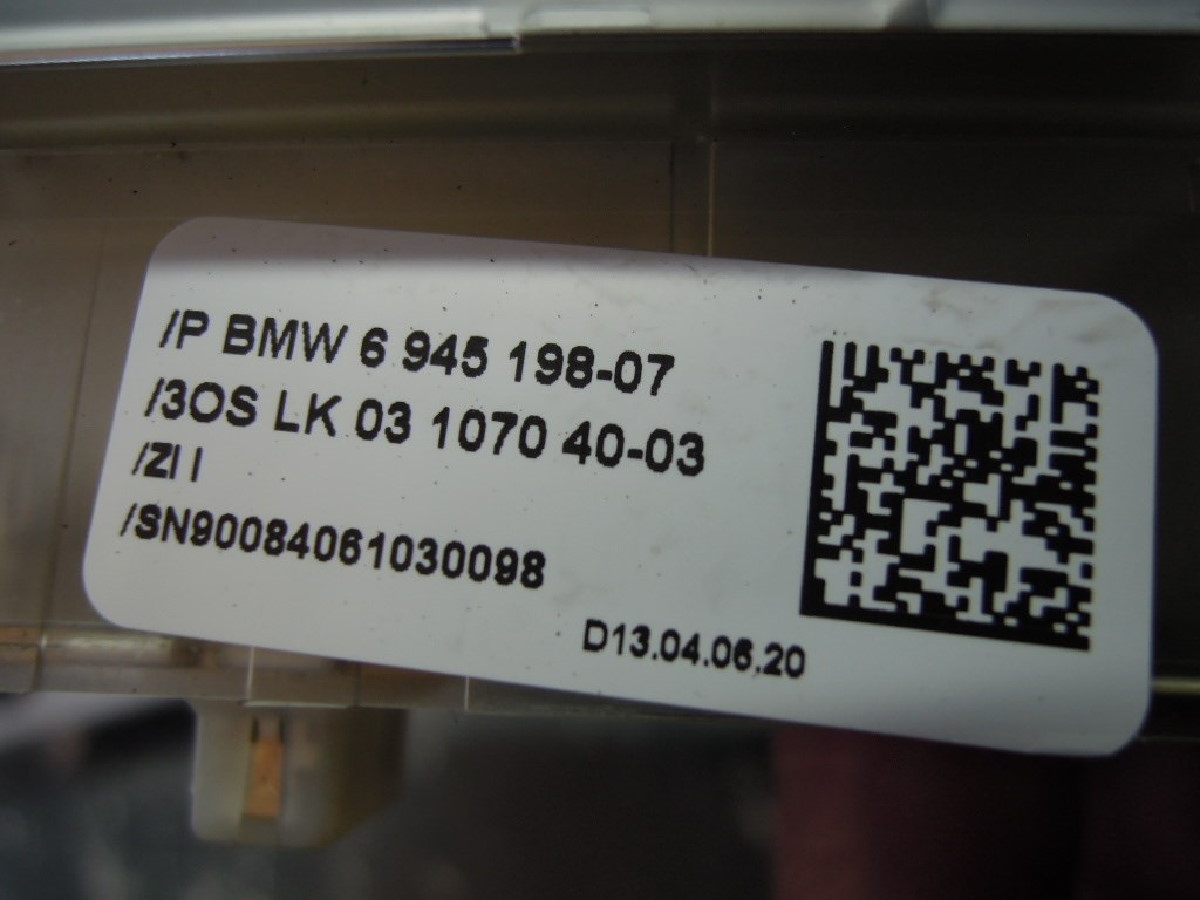 /P BMW 6 945 198-07
/3OS LK 03 1070 40-03
/ZI I
/SN90084061030098
D13.04.06.20